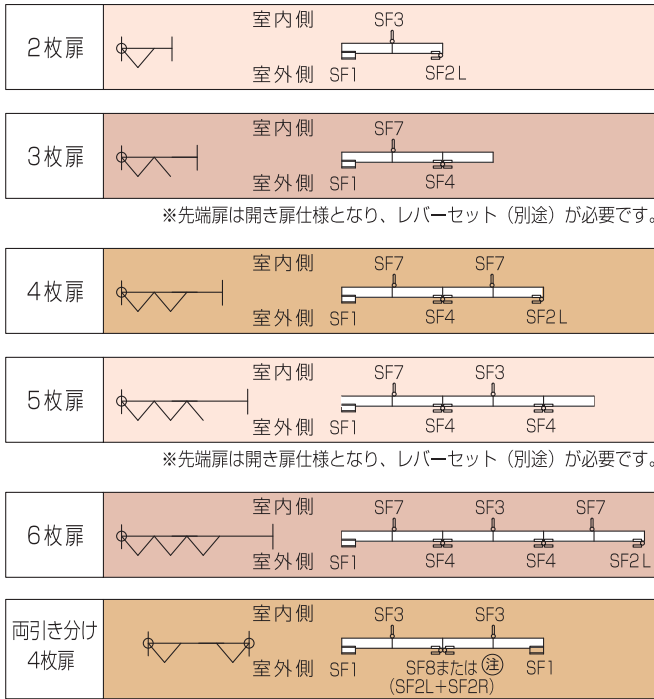 2枚扉
室内側 SF3
室外側 SF1 SF2L
3枚扉
室内側 SF7
室外側 SF1 SF4
※先端扉は開き扉仕様となり、レバーセット（別途）が必要です。
4枚扉
室内側 SF7 SF7
室外側 SF1 SF4 SF2L
5枚扉
室内側 SF7 SF3
室外側 SF1 SF4 SF4
※先端扉は開き扉仕様となり、レバーセット（別途）が必要です。
6枚扉
室内側 SF7 SF3 SF7
室外側 SF1 SF4 SF4 SF2L
両引き分け
4枚扉
室内側 SF3 SF3
室外側 SF1 SF8または㊟ SF1
(SF2L+SF2R)